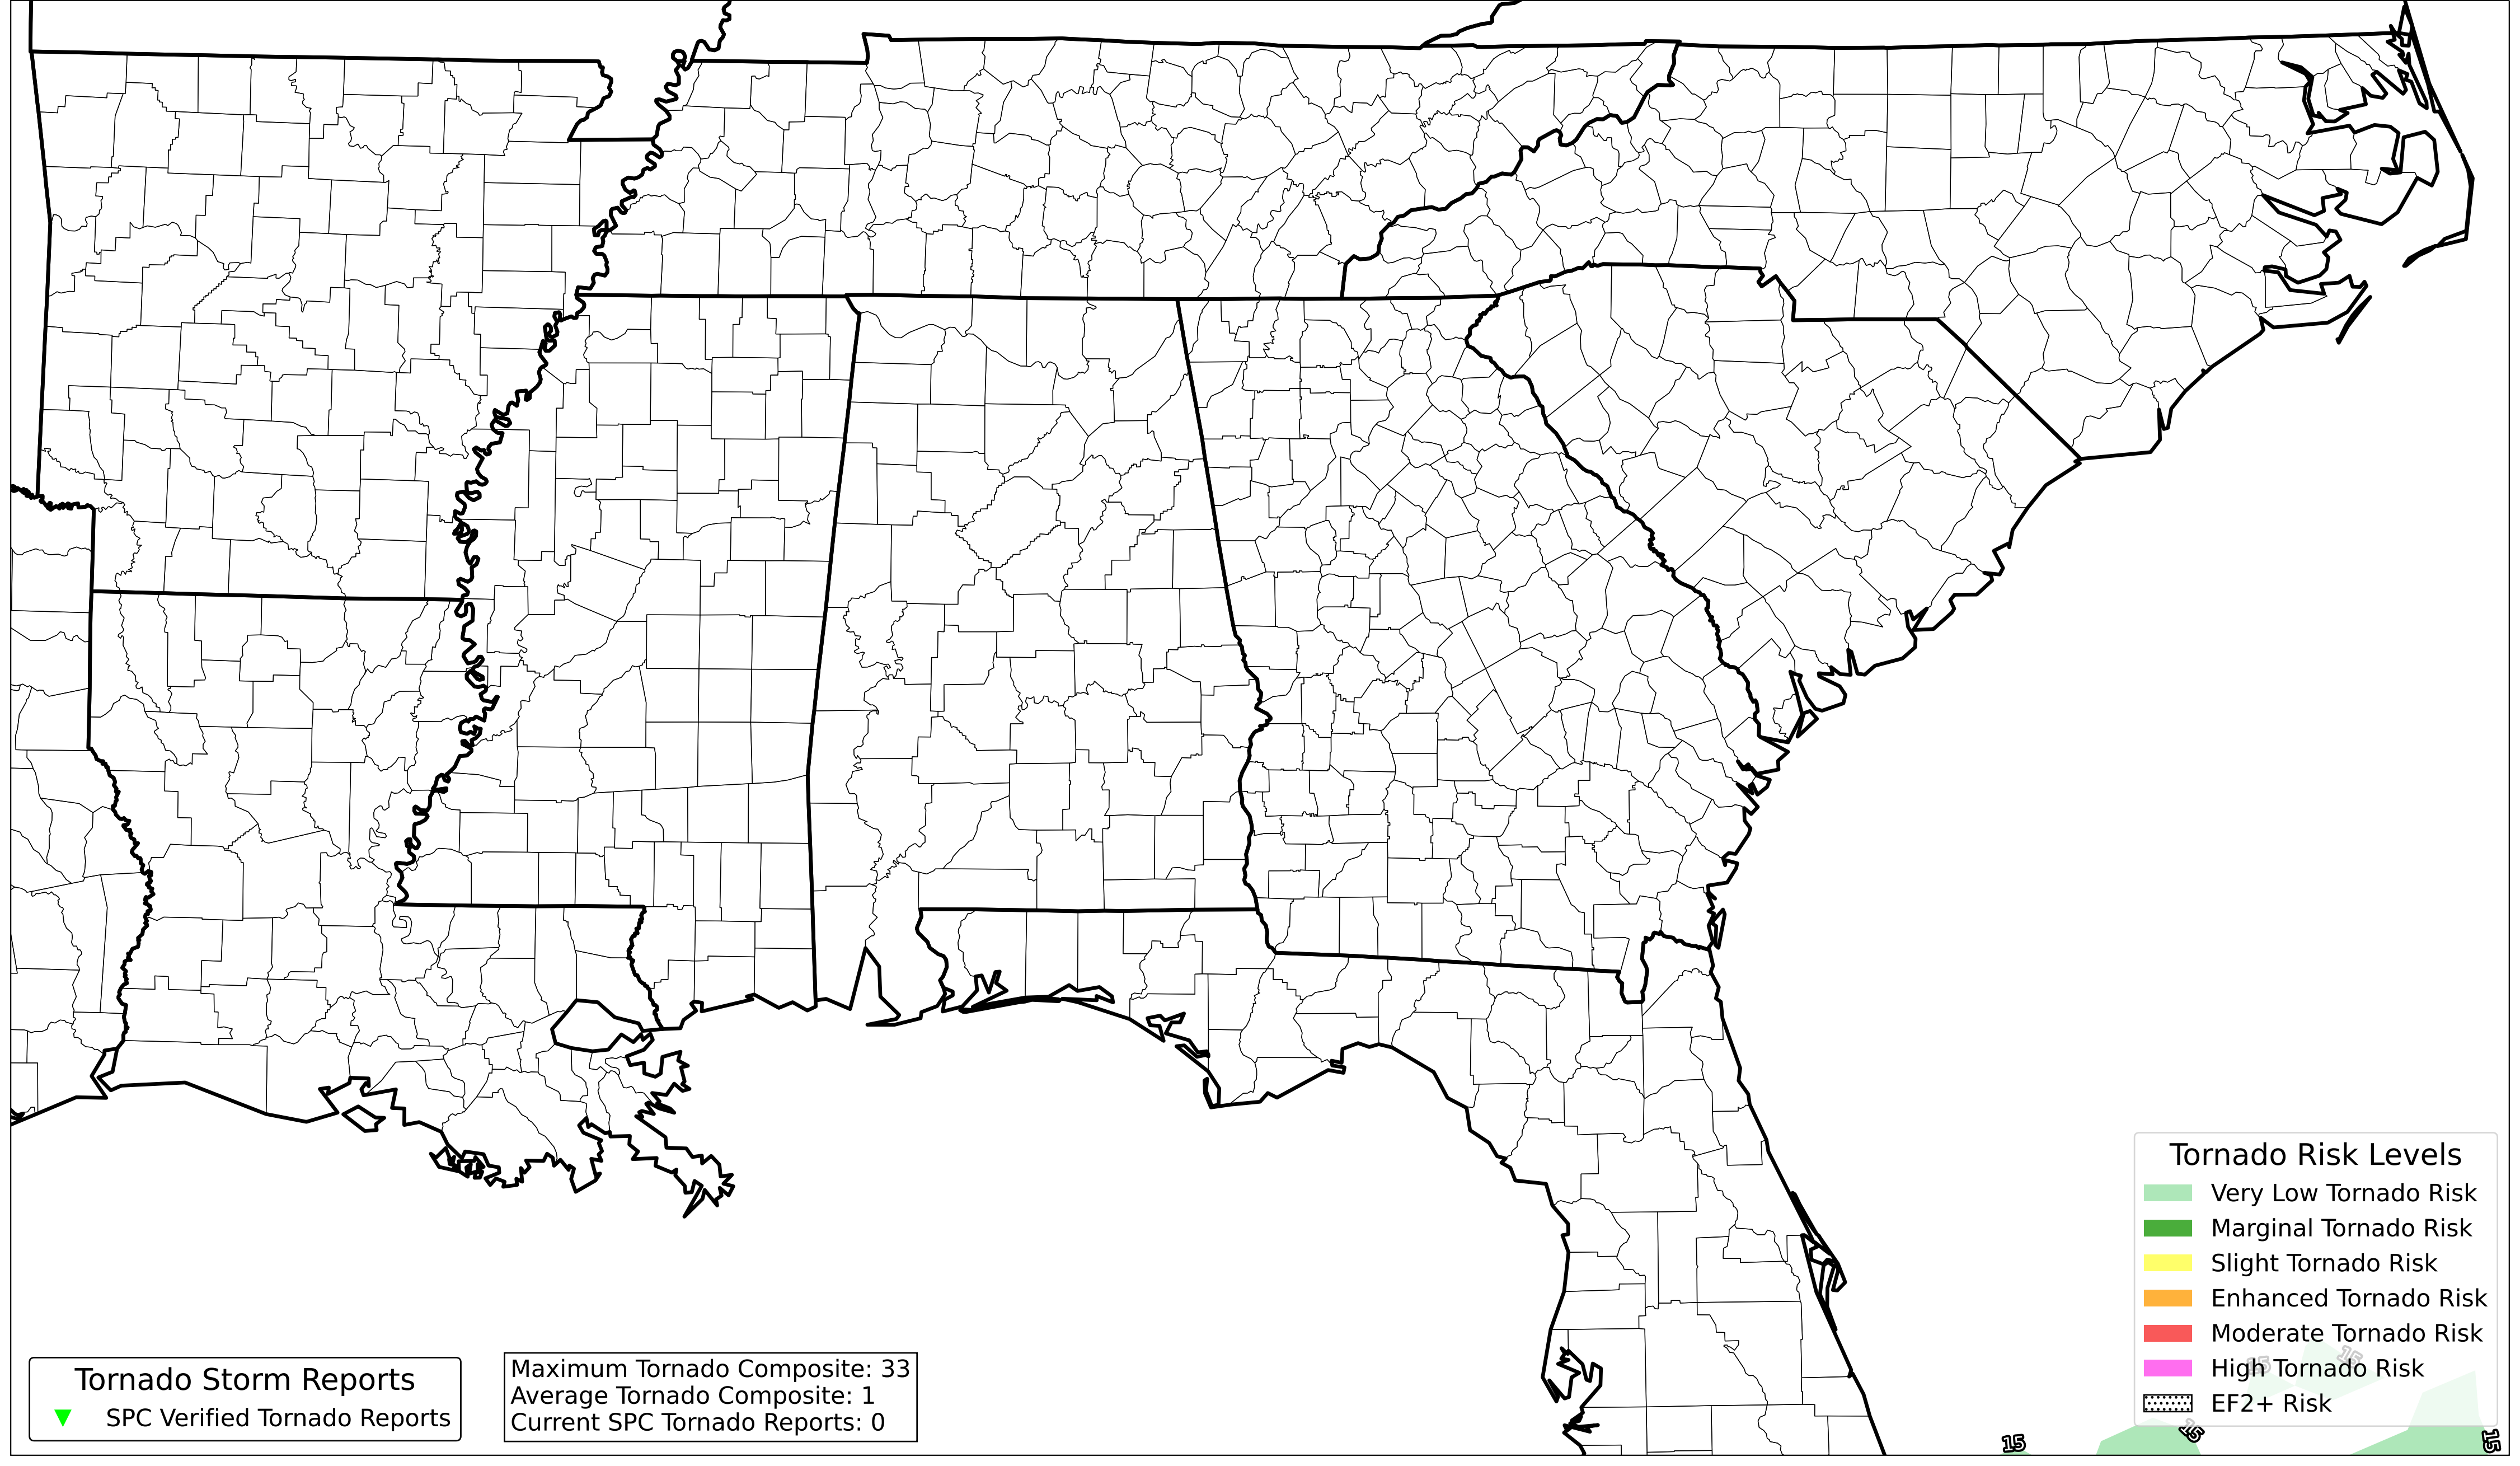 Tornado Risk Levels
Very Low Tornado Risk
Marginal Tornado Risk
Slight Tornado Risk
Enhanced Tornado Risk
Moderate Tornado Risk
High Tornado Risk
EF2+ Risk
15
15
15
15
15
Tornado Storm Reports
SPC Verified Tornado Reports
Maximum Tornado Composite: 33
Average Tornado Composite: 1
Current SPC Tornado Reports: 0